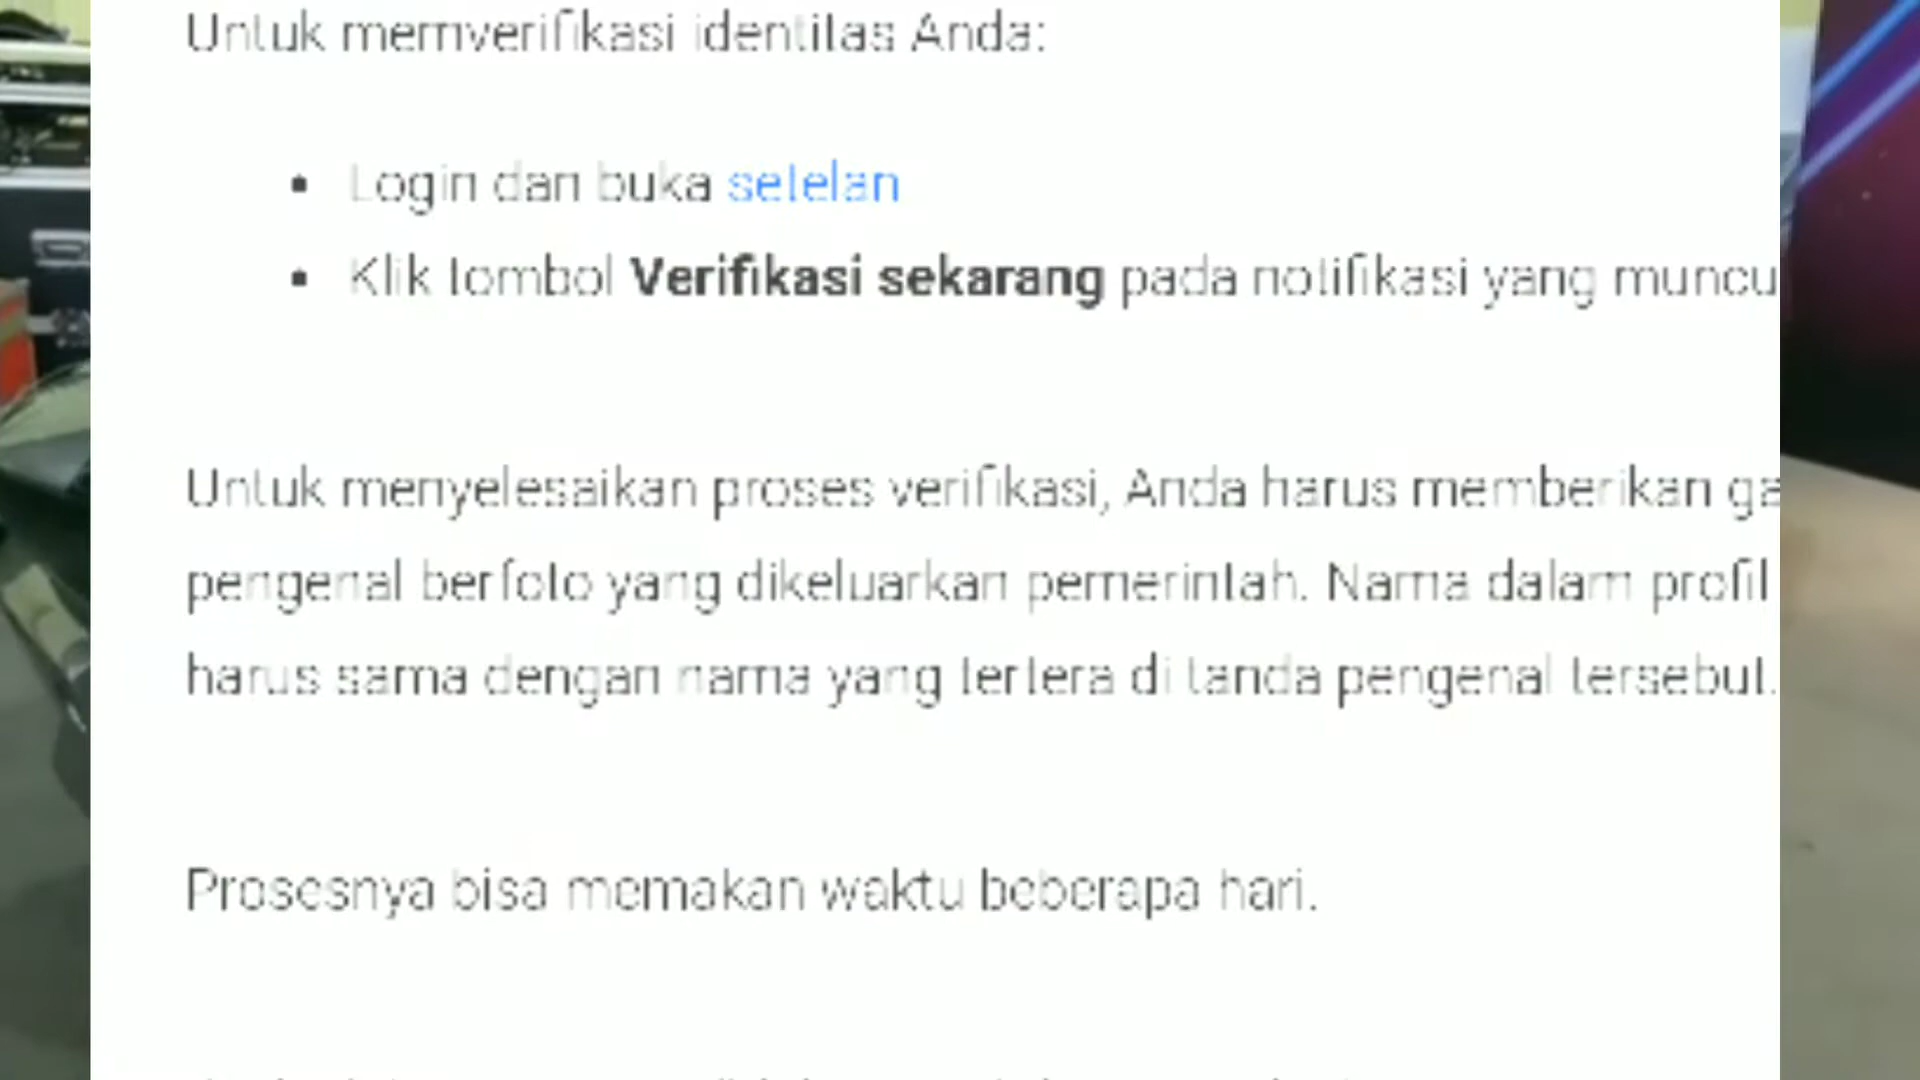 Untuk memverifikasi identitas Anda:
Login dan buka setelan
Klik tombol Verifikasi sekarang pada notifikasi yang muncu
Untuk menyelesaikan proses verifikasi, Anda harus memberikan ga
pengenal berfoto yang dikeluarkan pemerintah. Nama dalam profil
harus sama dengan nama yang tertera di tanda pengenal tersebut.
Prosesnya bisa memakan waktu beberapa hari.